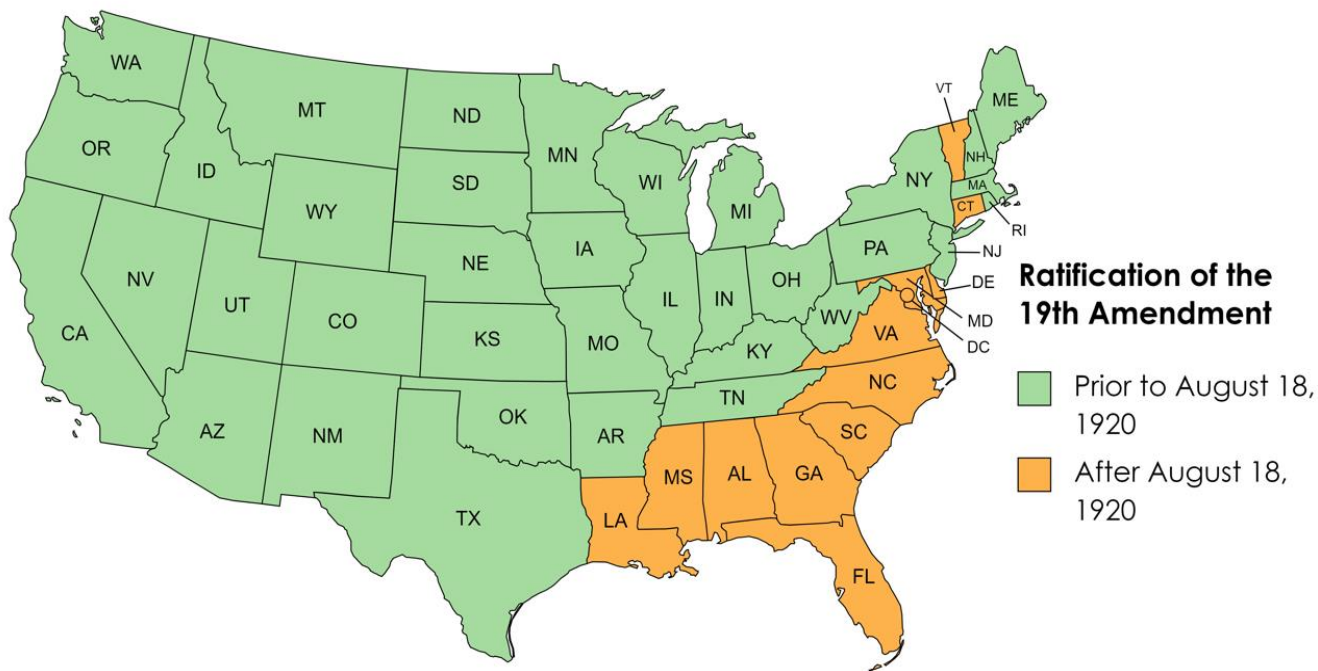 WA
MT
ND
MN
OR
ID
SD
WI
MI
NY
VT
ME
NH
MA
CT
RI
WY
IA
NE
PA
NJ
NV
UT
CO
IL
IN
OH
DE
CA
KS
MO
WV
MD
VA
DC
KY
NC
AZ
NM
OK
AR
TN
SC
TX
LA
MS
AL
GA
FL
Ratification of the
19th Amendment
Prior to August 18,
1920
After August 18,
1920